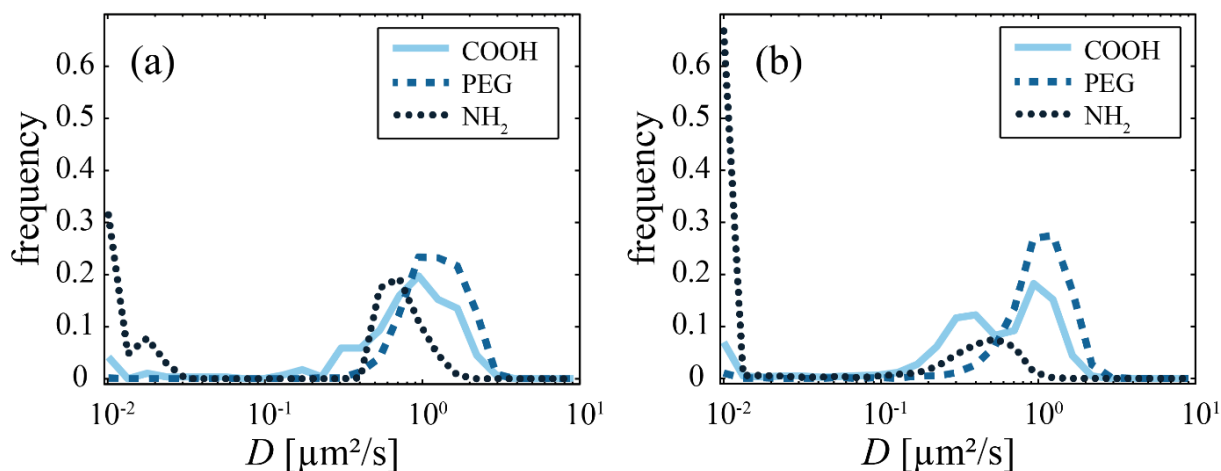 (a)
COOH
PEG
NH₂
frequency
0.6
0.5
0.4
0.3
0.2
0.1
0
10⁻² 10⁻¹ 10⁰ 10¹
D [µm²/s]
(b)
COOH
PEG
NH₂
frequency
0.6
0.5
0.4
0.3
0.2
0.1
0
10⁻² 10⁻¹ 10⁰ 10¹
D [µm²/s]